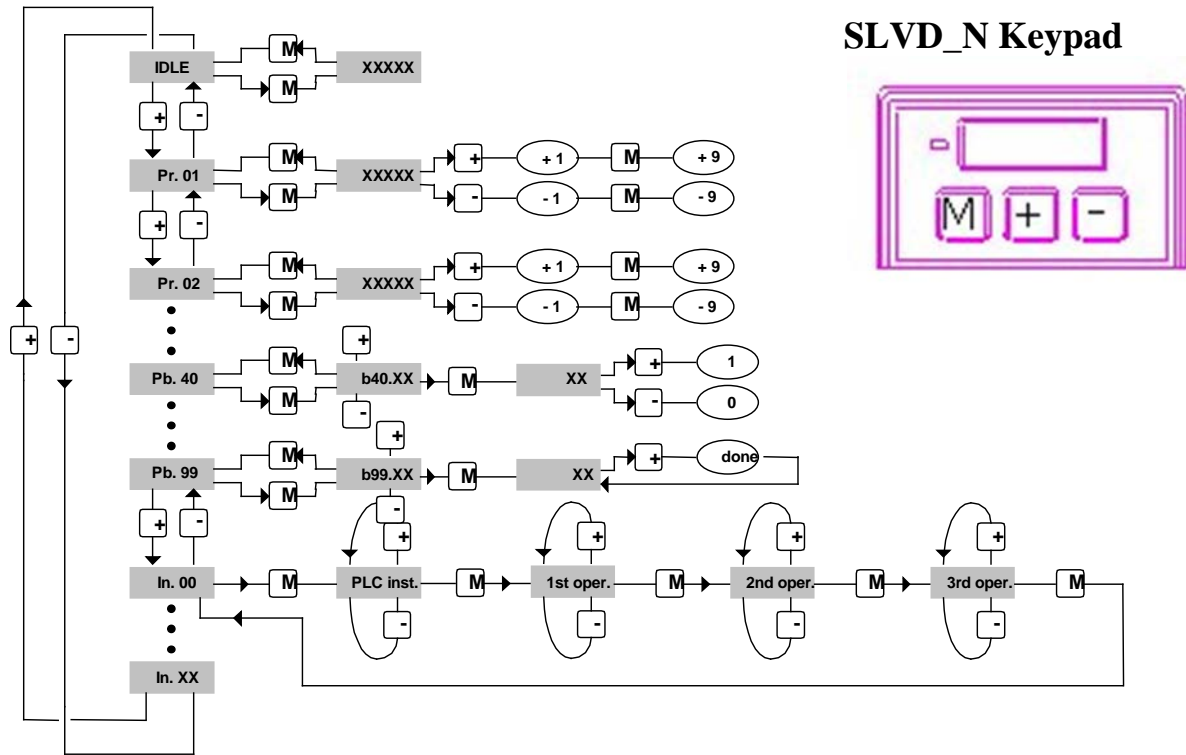 SLVD_N Keypad
M
IDLE XXXXX
M
+ -
M + 1 M + 9
+
Pr. 01 XXXXX
M - - 1 M - 9
M + -
+ -
M + + 1 M + 9
Pr. 02 XXXXX
M - - 1 M - 9
+ - +
M + 1
Pb. 40 b40.XX M XX
M - 0
-
+
M + done
Pb. 99 b99.XX M XX
M
-
+ - + + + +
In. 00 M PLC inst. M 1st oper. M 2nd oper. M 3rd oper. M
- - - -
In. XX